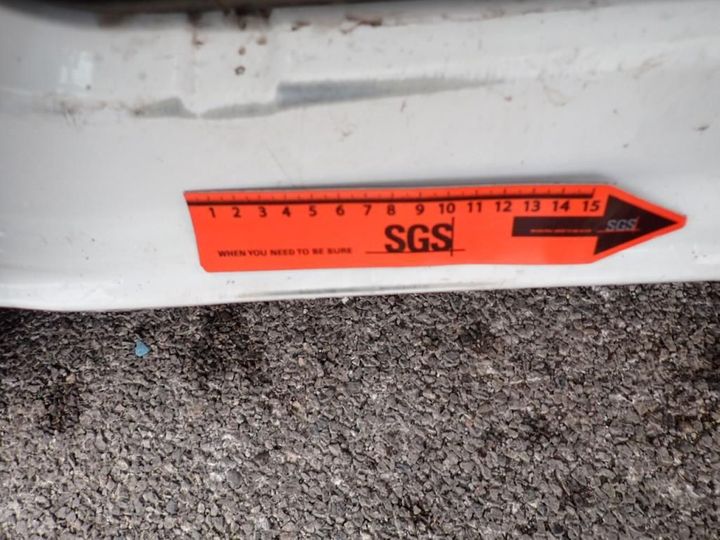 1 2 3 4 5 6 7 8 9 10 11 12 13 14 15
WHEN YOU NEED TO BE SURE SGS
SGS